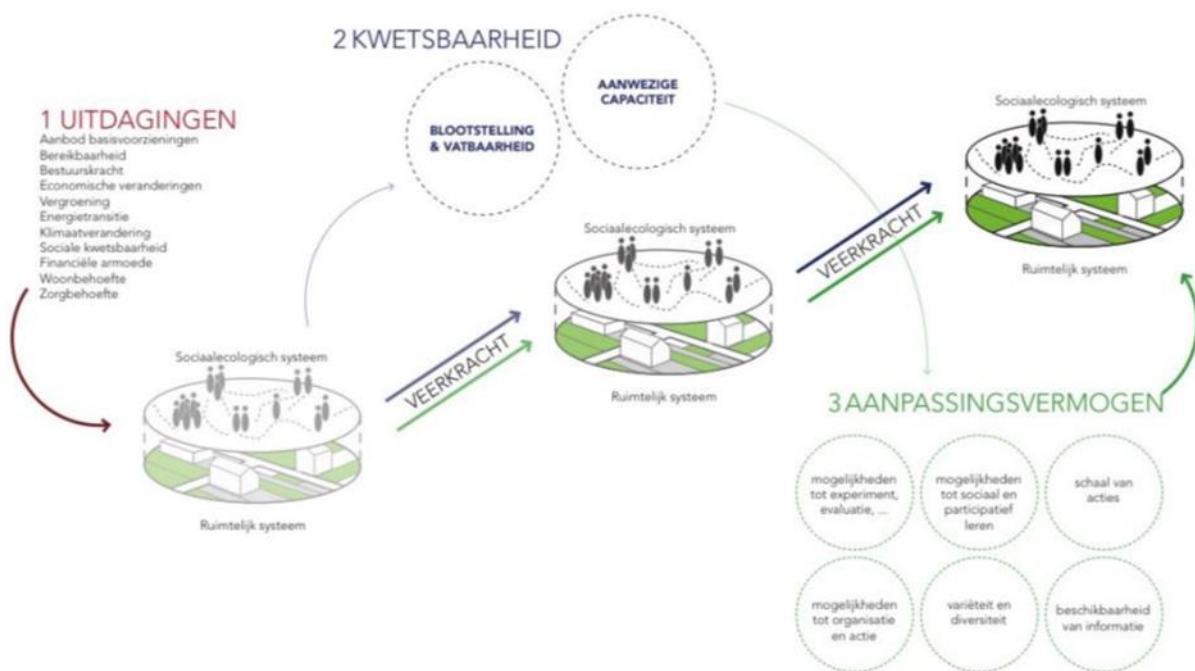 2 KWETSBAARHEID
AANWEZIGE
CAPACITEIT
BLOOTSTELLING
& VATBAARHEID
1 UITDAGINGEN
Aanbod basisvoorzieningen
Bereikbaarheid
Bestuurskracht
Economische veranderingen
Vergroening
Energietransitie
Klimaatverandering
Sociale kwetsbaarheid
Financiële armoede
Woonbehoefte
Zorgbehoefte
Sociaalecologisch systeem
Ruimtelijk systeem
VEERKRACHT
Sociaalecologisch systeem
Ruimtelijk systeem
VEERKRACHT
Sociaalecologisch systeem
Ruimtelijk systeem
3 AANPASSINGSVERMOGEN
mogelijkheden
tot experiment,
evaluatie, ...
mogelijkheden
tot sociaal en
participatief
leren
schaal van
acties
mogelijkheden
tot organisatie
en actie
variëteit en
diversiteit
beschikbaarheid
van informatie